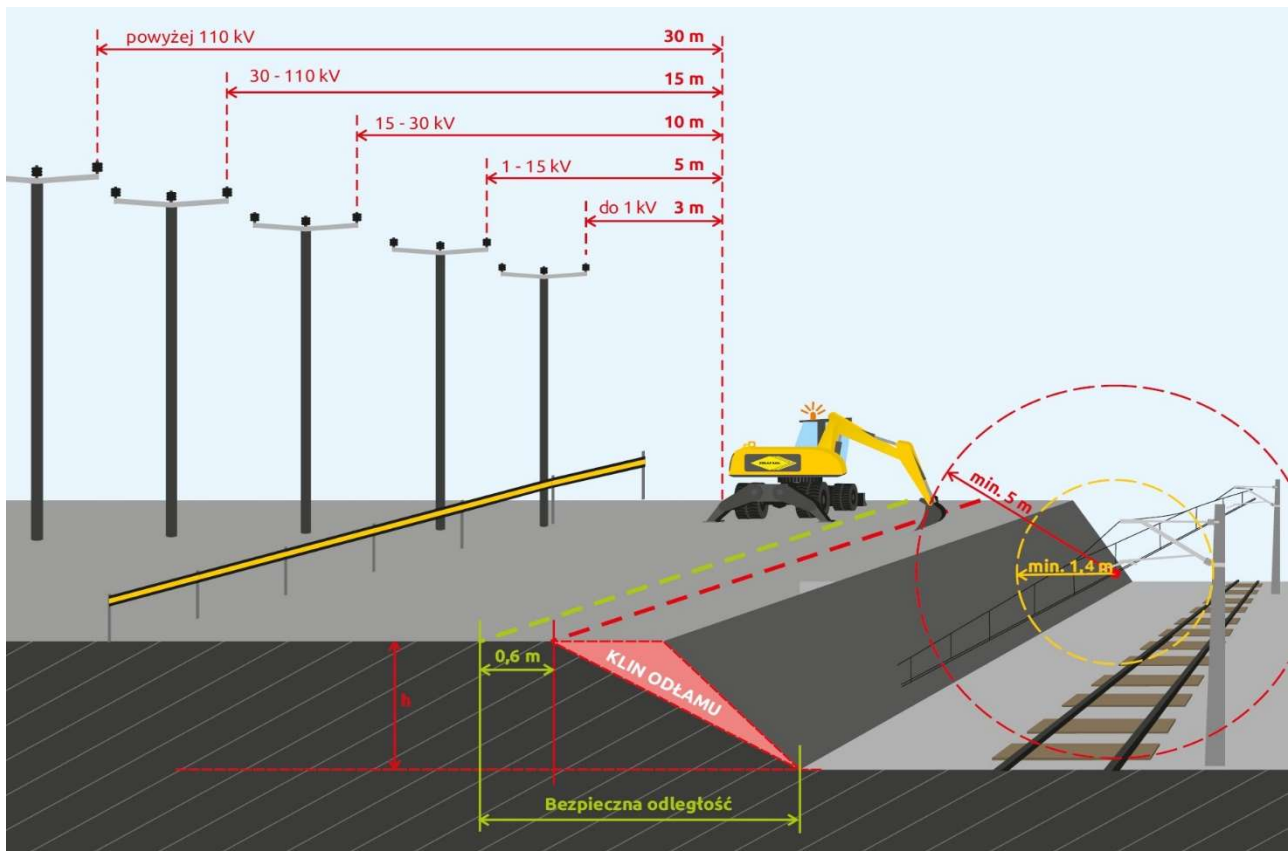 powyżej 110 kV 30 m
30 - 110 kV 15 m
15 - 30 kV 10 m
1 - 15 kV 5 m
do 1 kV 3 m
min. 5 m
min. 1,4 m
0,6 m
KLIN ODŁAMU
h
Bezpieczna odległość